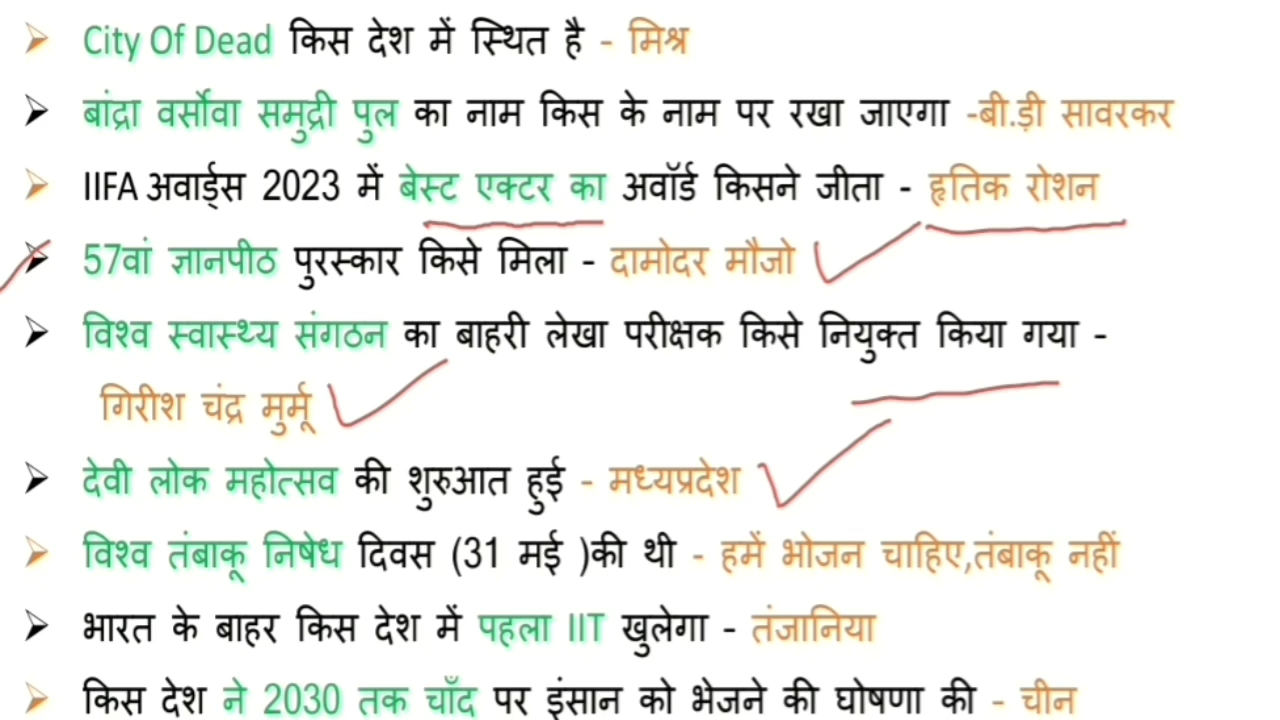 ➢ City Of Dead किस देश में स्थित है - मिश्र
➢ बांद्रा वर्सोवा समुद्री पुल का नाम किस के नाम पर रखा जाएगा -बी.ड़ी सावरकर
➢ IIFA अवार्ड्स 2023 में बेस्ट एक्टर का अवॉर्ड किसने जीता - हृतिक रोशन
➢ 57वां ज्ञानपीठ पुरस्कार किसे मिला - दामोदर मौजो
➢ विश्व स्वास्थ्य संगठन का बाहरी लेखा परीक्षक किसे नियुक्त किया गया -
गिरीश चंद्र मुर्मू
➢ देवी लोक महोत्सव की शुरुआत हुई - मध्यप्रदेश
➢ विश्व तंबाकू निषेध दिवस (31 मई )की थी - हमें भोजन चाहिए,तंबाकू नहीं
➢ भारत के बाहर किस देश में पहला IIT खुलेगा - तंजानिया
➢ किस देश ने 2030 तक चाँद पर इंसान को भेजने की घोषणा की - चीन